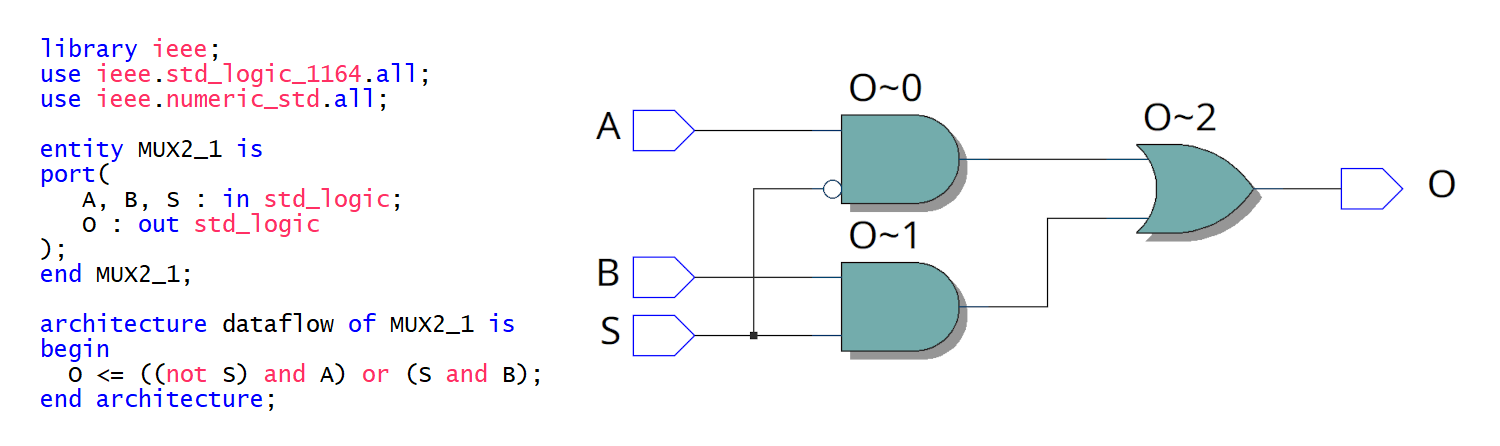 library ieee;
use ieee.std_logic_1164.all;
use ieee.numeric_std.all;
entity MUX2_1 is
port(
A, B, S : in std_logic;
O : out std_logic
);
end MUX2_1;
architecture dataflow of MUX2_1 is
begin
O <= ((not S) and A) or (S and B);
end architecture;
O~0
A
O~2
O
O~1
B
S